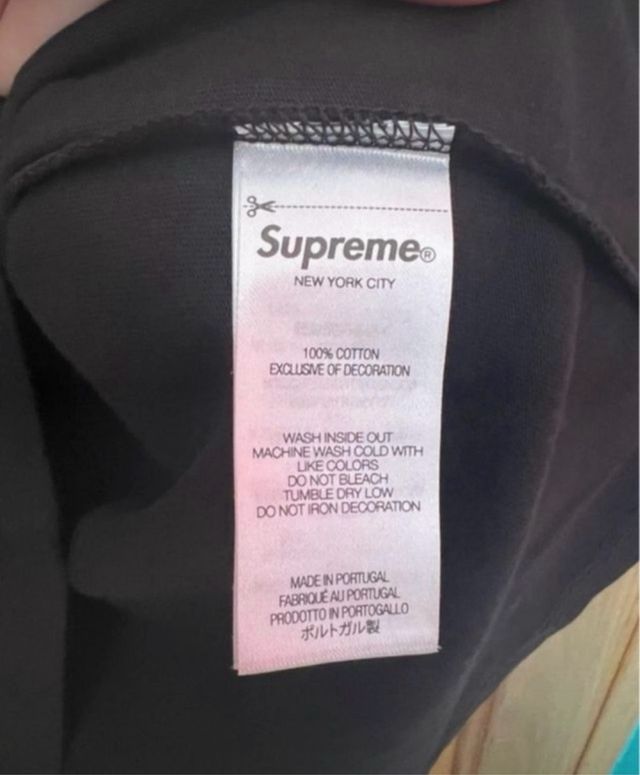 Supreme®
NEW YORK CITY
100% COTTON
EXCLUSIVE OF DECORATION
WASH INSIDE OUT
MACHINE WASH COLD WITH
LIKE COLORS
DO NOT BLEACH
TUMBLE DRY LOW
DO NOT IRON DECORATION
MADE IN PORTUGAL
FABRIQUÉ AU PORTUGAL
PRODOTTO IN PORTOGALLO
ポルトガル製